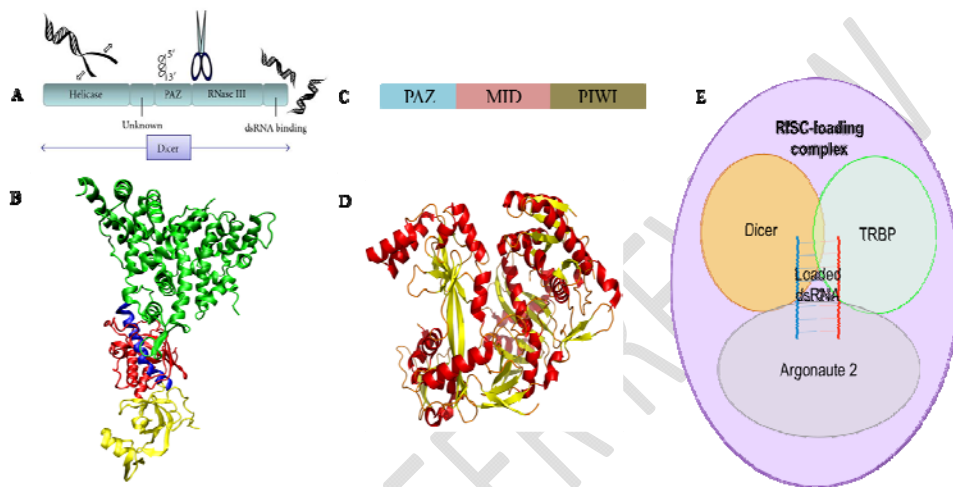 A
5'
3'
Helicase
PAZ
RNase III
Unknown
dsRNA binding
Dicer
B
C
PAZ
MID
PIWI
D
E
RISC-loading
complex
Dicer
TRBP
Loaded
dsRNA
Argonaute 2